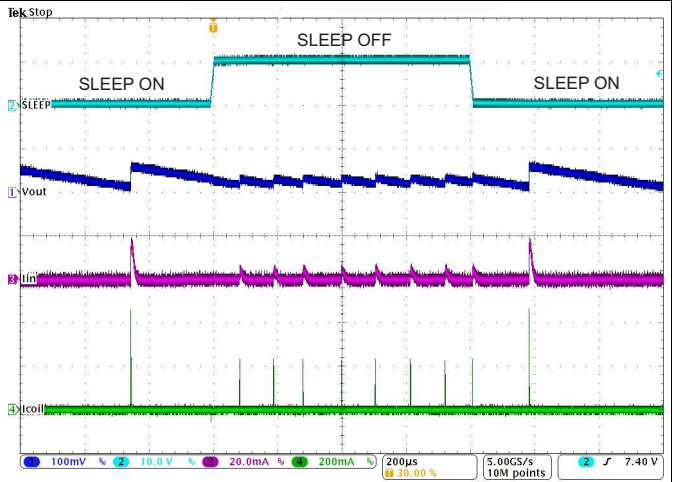 Tek Stop
T
SLEEP OFF
SLEEP ON
SLEEP ON
2 SLEEP
1 Vout
3 Iin
4 Icoil
1 100mV 2 10.0 V 3 20.0mA 4 200mA 200µs 5.00GS/s 2 7.40 V
T 30.00 % 10M points